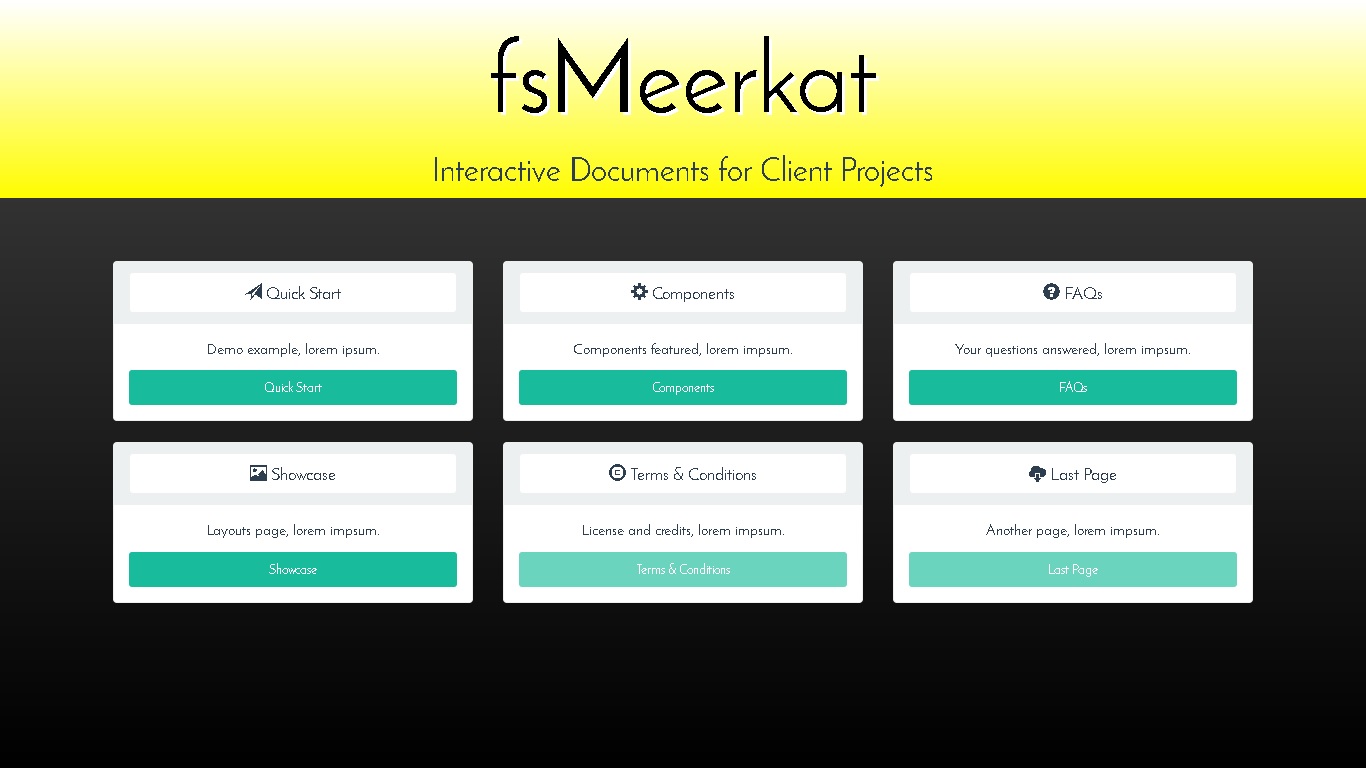 fsMeerkat
Interactive Documents for Client Projects
Quick Start
Demo example, lorem ipsum.
Quick Start
Components
Components featured, lorem impsum.
Components
FAQs
Your questions answered, lorem impsum.
FAQs
Showcase
Layouts page, lorem impsum.
Showcase
Terms & Conditions
License and credits, lorem impsum.
Terms & Conditions
Last Page
Another page, lorem impsum.
Last Page